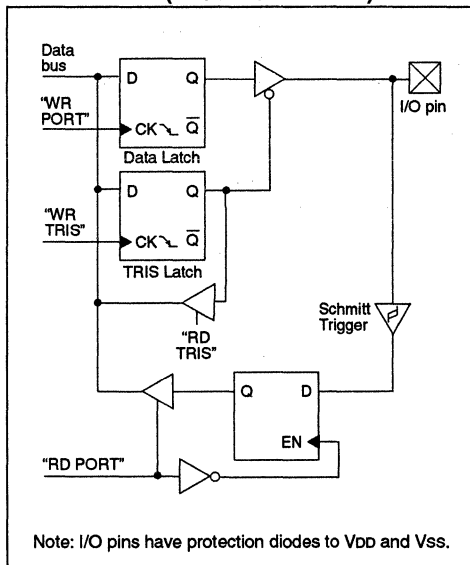 Data
bus
D Q
"WR
PORT"
CK Q
Data Latch
I/O pin
D Q
"WR
TRIS"
CK Q
TRIS Latch
"RD
TRIS"
Schmitt
Trigger
Q D
EN
"RD PORT"
Note: I/O pins have protection diodes to VDD and VSS.